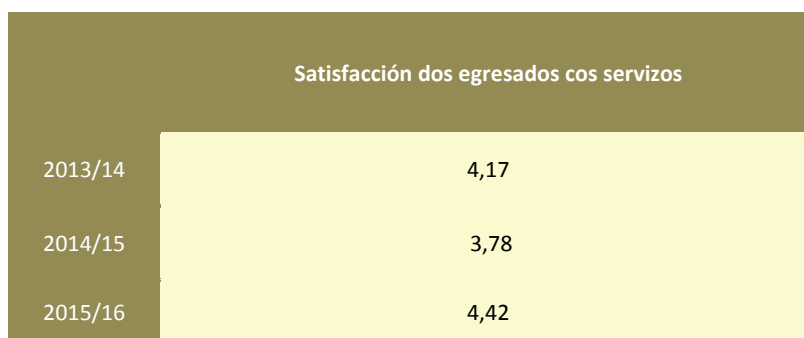 Satisfacción dos egresados cos servizos
2013/14 4,17
2014/15 3,78
2015/16 4,42